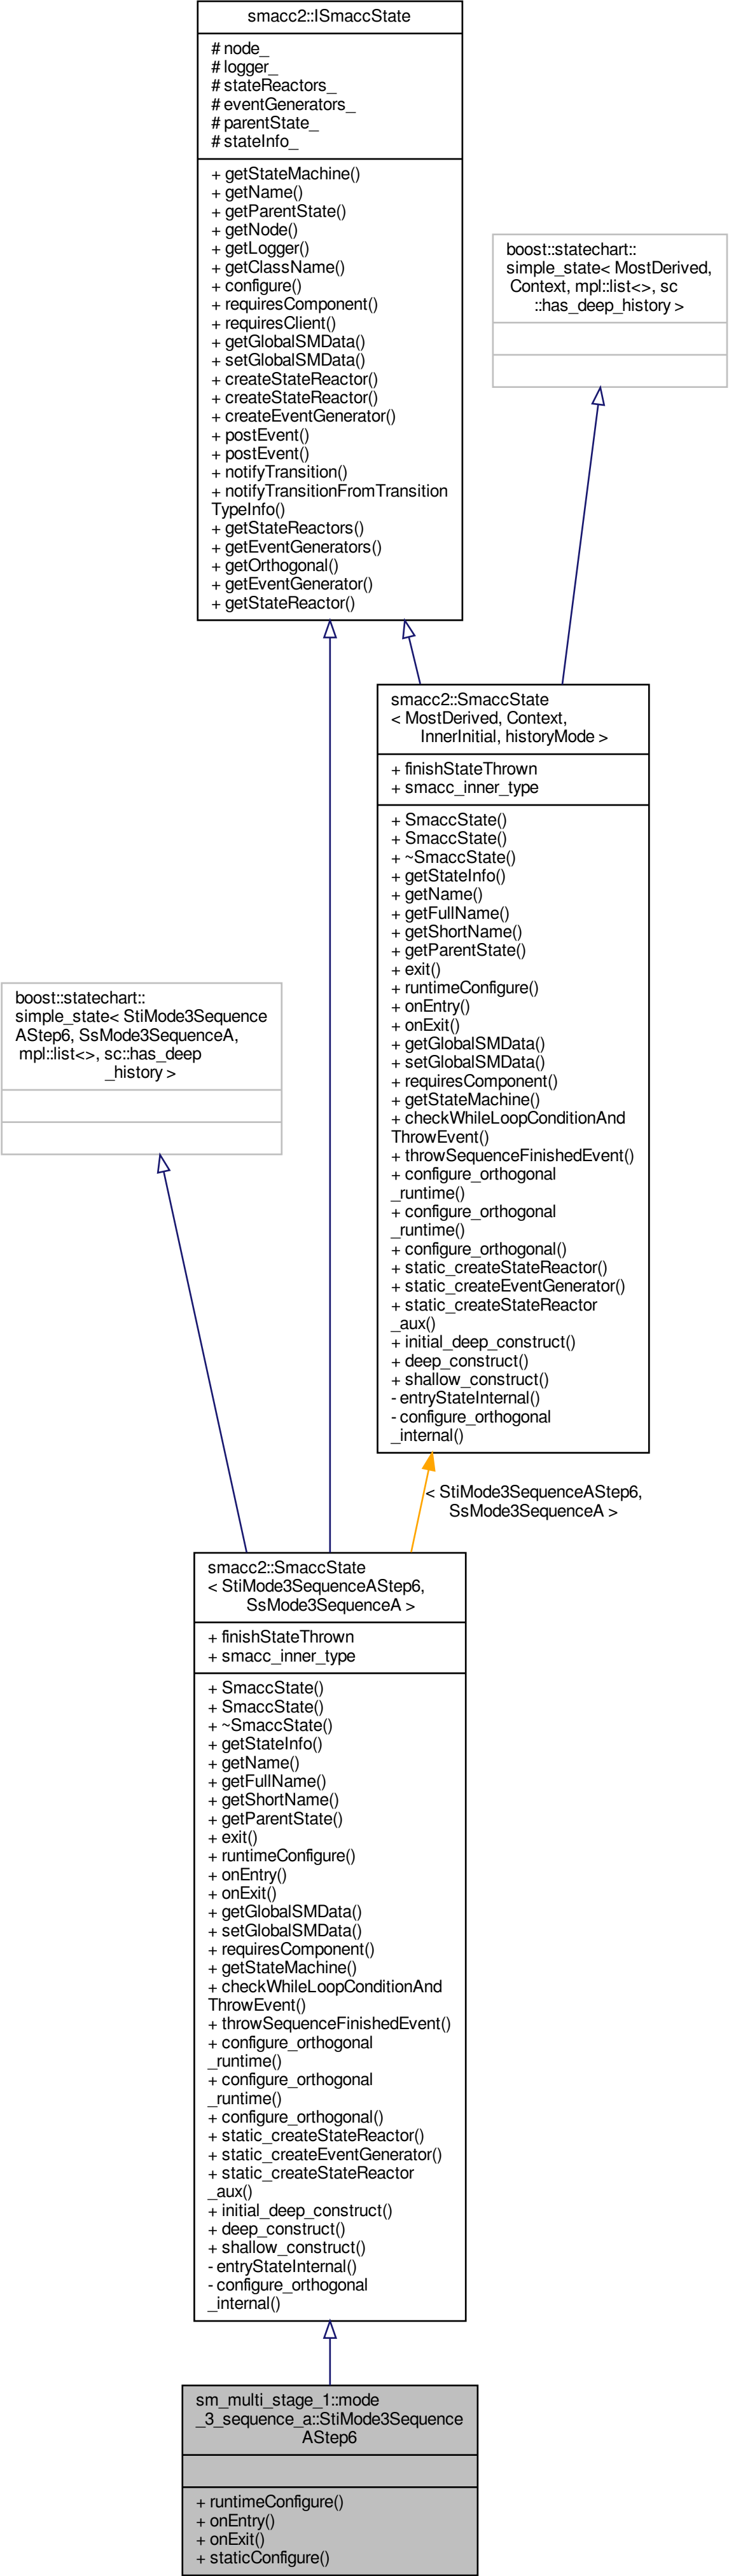 smacc2::ISmaccState
# node_
# logger_
# stateReactors_
# eventGenerators_
# parentState_
# stateInfo_
+ getStateMachine()
+ getName()
+ getParentState()
+ getNode()
+ getLogger()
+ getClassName()
+ configure()
+ requiresComponent()
+ requiresClient()
+ getGlobalSMData()
+ setGlobalSMData()
+ createStateReactor()
+ createStateReactor()
+ createEventGenerator()
+ postEvent()
+ postEvent()
+ notifyTransition()
+ notifyTransitionFromTransition
TypeInfo()
+ getStateReactors()
+ getEventGenerators()
+ getOrthogonal()
+ getEventGenerator()
+ getStateReactor()
boost::statechart::
simple_state< MostDerived,
Context, mpl::list<>, sc
::has_deep_history >
smacc2::SmaccState
< MostDerived, Context,
InnerInitial, historyMode >
+ finishStateThrown
+ smacc_inner_type
+ SmaccState()
+ SmaccState()
+ ~SmaccState()
+ getStateInfo()
+ getName()
+ getFullName()
+ getShortName()
+ getParentState()
+ exit()
+ runtimeConfigure()
+ onEntry()
+ onExit()
+ getGlobalSMData()
+ setGlobalSMData()
+ requiresComponent()
+ getStateMachine()
+ checkWhileLoopConditionAnd
ThrowEvent()
+ throwSequenceFinishedEvent()
+ configure_orthogonal
_runtime()
+ configure_orthogonal
_runtime()
+ configure_orthogonal()
+ static_createStateReactor()
+ static_createEventGenerator()
+ static_createStateReactor
_aux()
+ initial_deep_construct()
+ deep_construct()
+ shallow_construct()
- entryStateInternal()
- configure_orthogonal
_internal()
boost::statechart::
simple_state< StiMode3Sequence
AStep6, SsMode3SequenceA,
mpl::list<>, sc::has_deep
_history >
< StiMode3SequenceAStep6,
SsMode3SequenceA >
smacc2::SmaccState
< StiMode3SequenceAStep6,
SsMode3SequenceA >
+ finishStateThrown
+ smacc_inner_type
+ SmaccState()
+ SmaccState()
+ ~SmaccState()
+ getStateInfo()
+ getName()
+ getFullName()
+ getShortName()
+ getParentState()
+ exit()
+ runtimeConfigure()
+ onEntry()
+ onExit()
+ getGlobalSMData()
+ setGlobalSMData()
+ requiresComponent()
+ getStateMachine()
+ checkWhileLoopConditionAnd
ThrowEvent()
+ throwSequenceFinishedEvent()
+ configure_orthogonal
_runtime()
+ configure_orthogonal
_runtime()
+ configure_orthogonal()
+ static_createStateReactor()
+ static_createEventGenerator()
+ static_createStateReactor
_aux()
+ initial_deep_construct()
+ deep_construct()
+ shallow_construct()
- entryStateInternal()
- configure_orthogonal
_internal()
sm_multi_stage_1::mode
_3_sequence_a::StiMode3Sequence
AStep6
+ runtimeConfigure()
+ onEntry()
+ onExit()
+ staticConfigure()